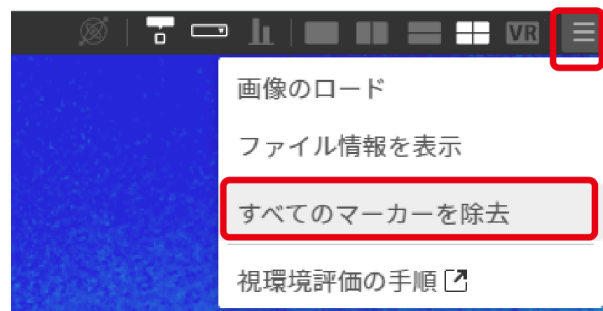 VR
画像のロード
ファイル情報を表示
すべてのマーカーを除去
視環境評価の手順